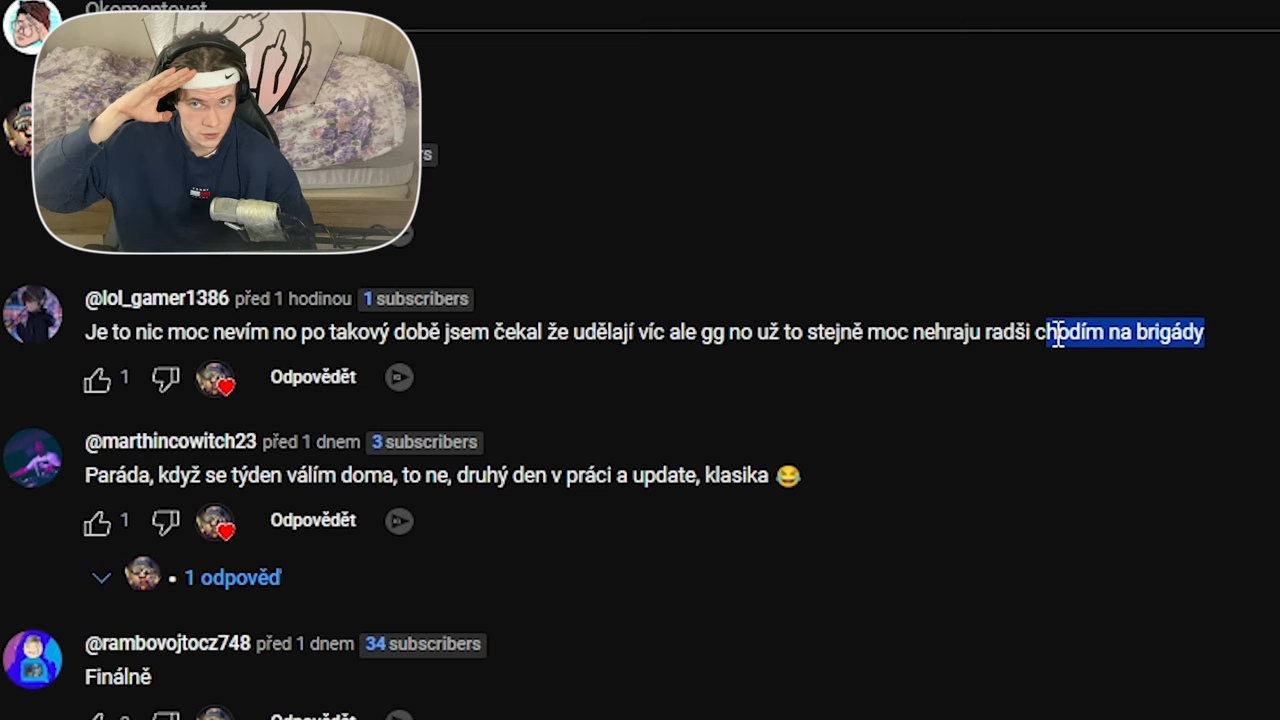 Okomentovat
rs
@lol_gamer1386 před 1 hodinou 1 subscribers
Je to nic moc nevím no po takový době jsem čekal že udělají víc ale gg no už to stejně moc nehraju radši chodím na brigády
1 Odpovědět
@marthincowitch23 před 1 dnem 3 subscribers
Paráda, když se týden válím doma, to ne, druhý den v práci a update, klasika 😂
1 Odpovědět
• 1 odpověď
@rambovojtocz748 před 1 dnem 34 subscribers
Finálně
Odpovědět